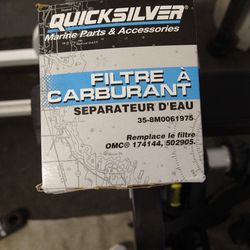 QUICKSILVER
Marine Parts & Accessories
FILTRE À
CARBURANT
SEPARATEUR D'EAU
35-8M0061975
Remplace le filtre
OMC® 174144, 502905.